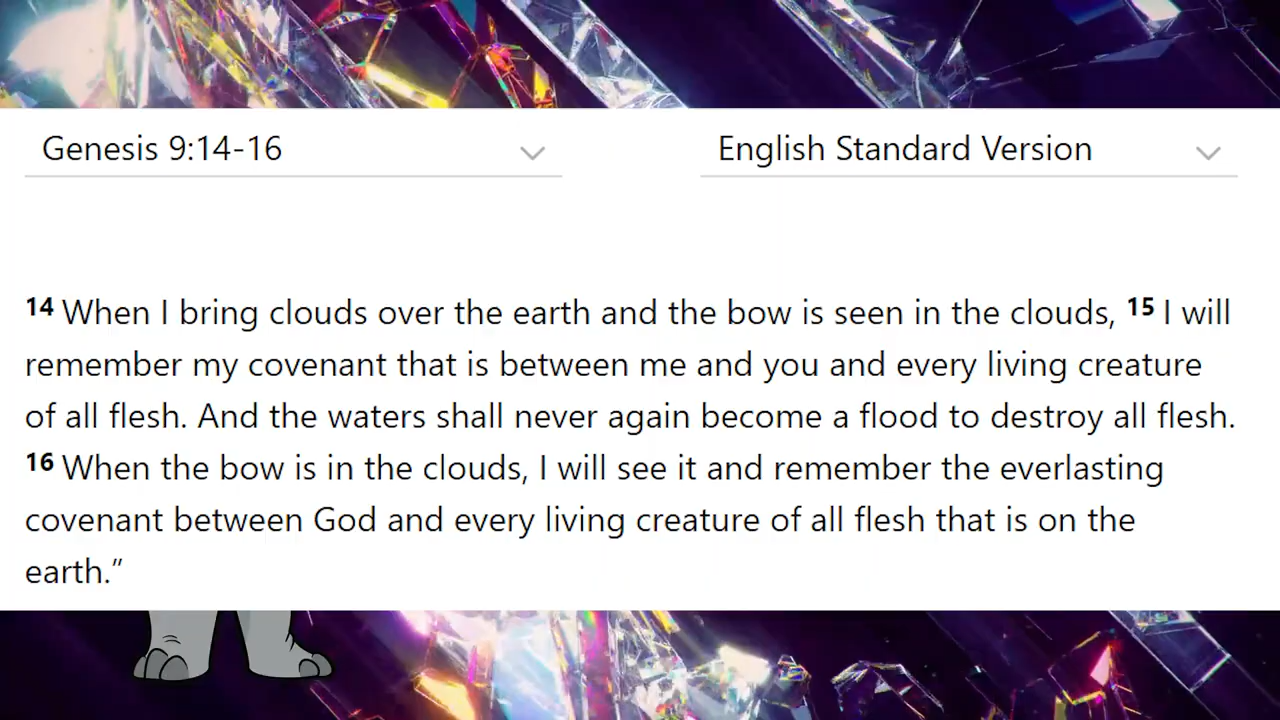 Genesis 9:14-16
English Standard Version
14 When I bring clouds over the earth and the bow is seen in the clouds, 15 I will
remember my covenant that is between me and you and every living creature
of all flesh. And the waters shall never again become a flood to destroy all flesh.
16 When the bow is in the clouds, I will see it and remember the everlasting
covenant between God and every living creature of all flesh that is on the
earth.”